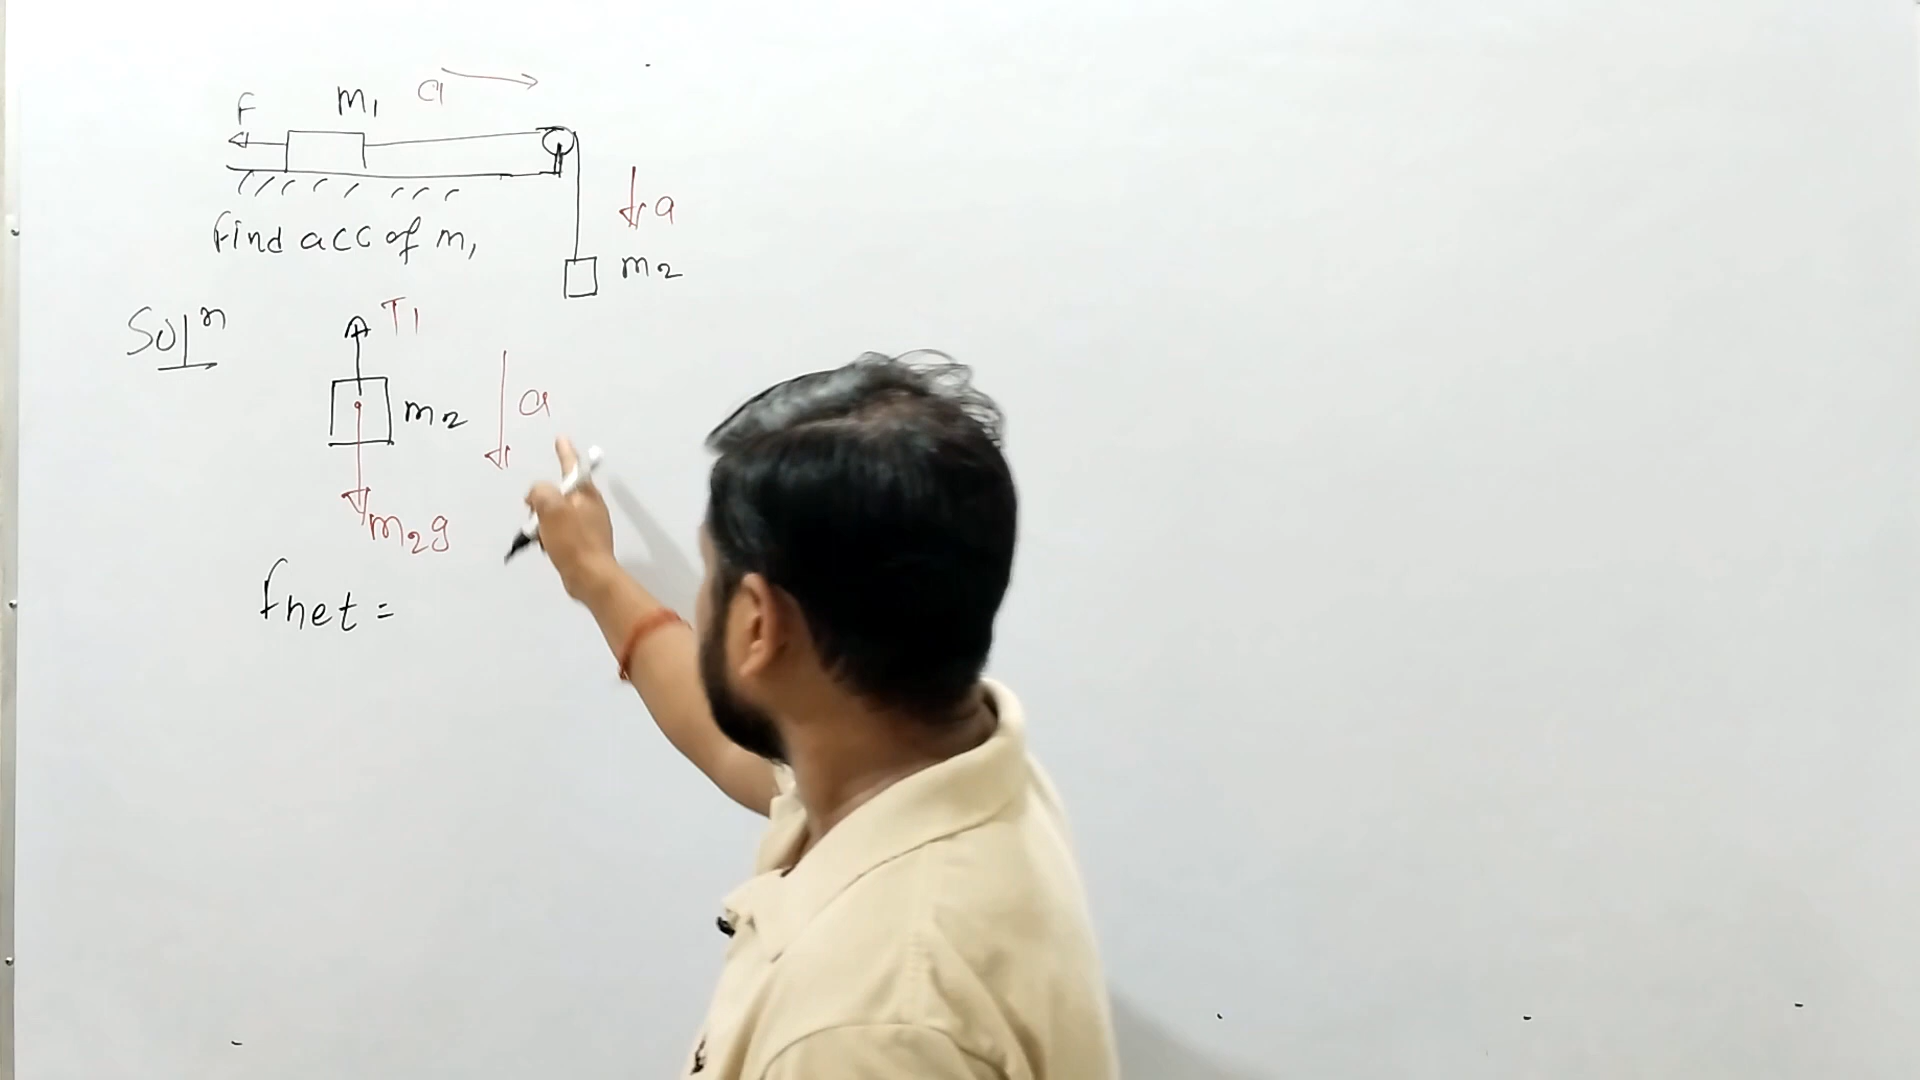 F m1 a
a
find acc of m1
m2
Soln
T1
m2 a
m2g
fnet =